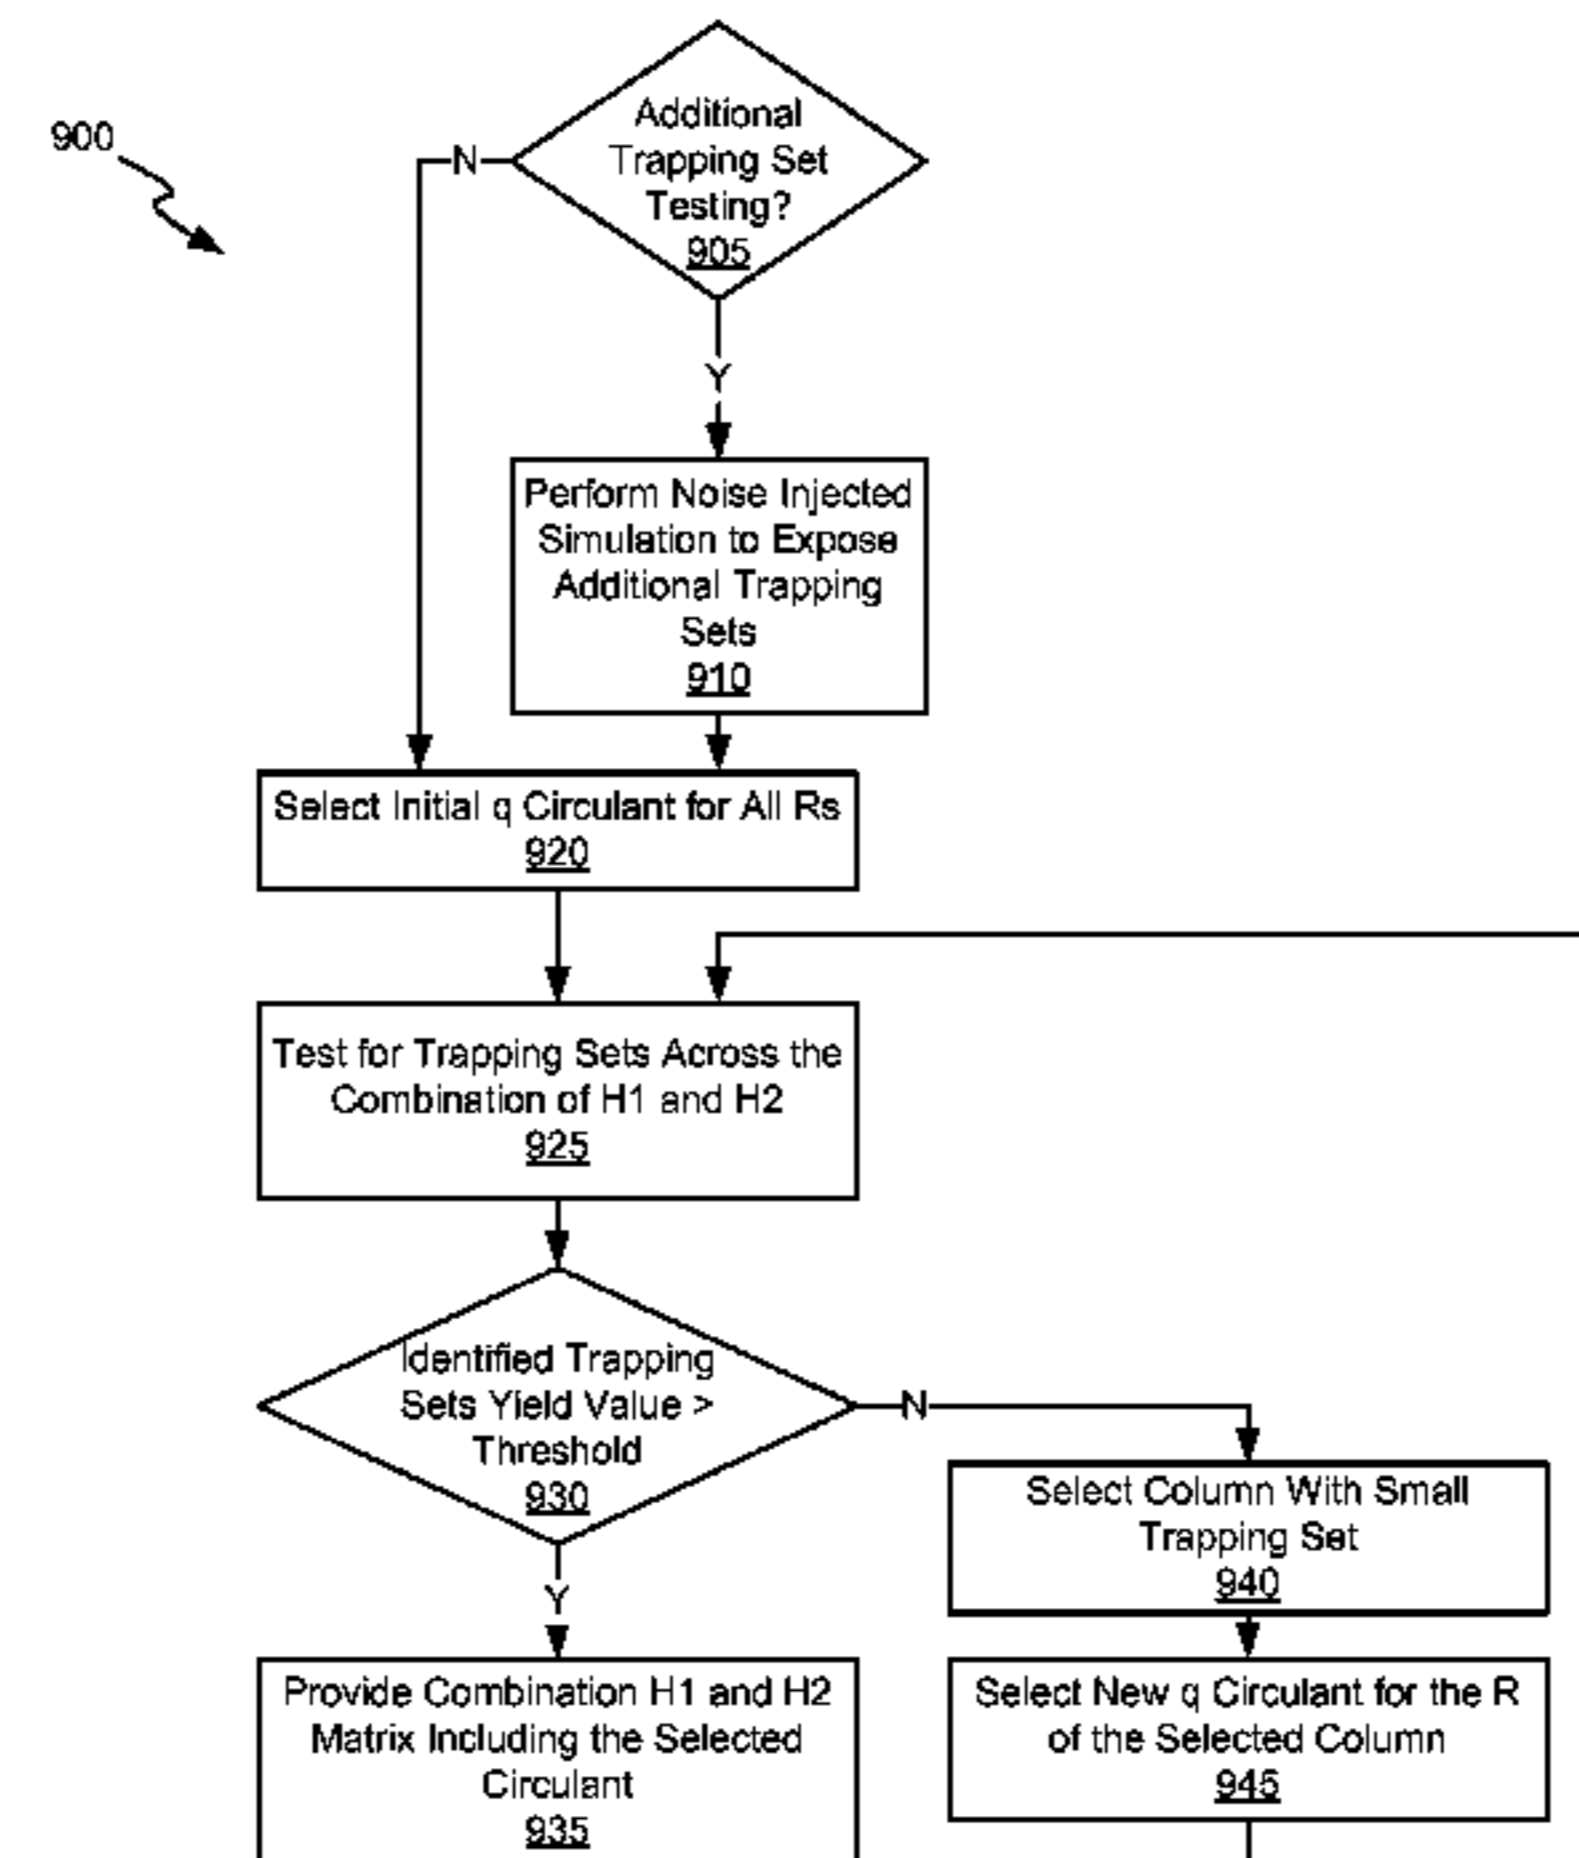 900
Additional
Trapping Set
Testing?
905
N
Y
Perform Noise Injected
Simulation to Expose
Additional Trapping
Sets
910
Select Initial q Circulant for All Rs
920
Test for Trapping Sets Across the
Combination of H1 and H2
925
Identified Trapping
Sets Yield Value >
Threshold
930
N
Y
Select Column With Small
Trapping Set
940
Provide Combination H1 and H2
Matrix Including the Selected
Circulant
935
Select New q Circulant for the R
of the Selected Column
945